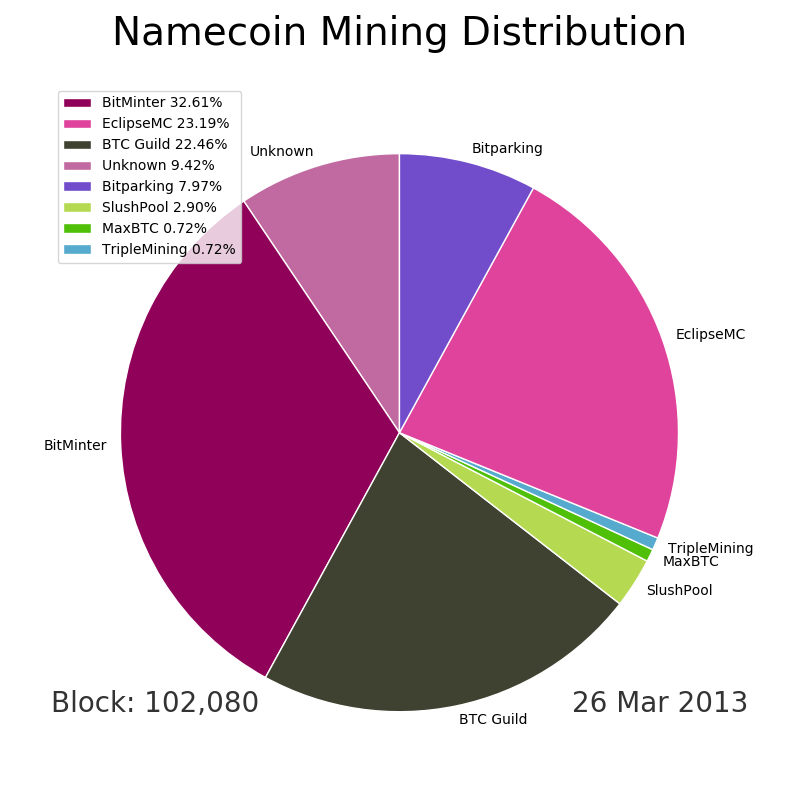 Namecoin Mining Distribution
BitMinter 32.61%
EclipseMC 23.19%
BTC Guild 22.46%
Unknown 9.42%
Bitparking 7.97%
SlushPool 2.90%
MaxBTC 0.72%
TripleMining 0.72%
Unknown
Bitparking
EclipseMC
BitMinter
TripleMining
MaxBTC
SlushPool
BTC Guild
Block: 102,080
26 Mar 2013